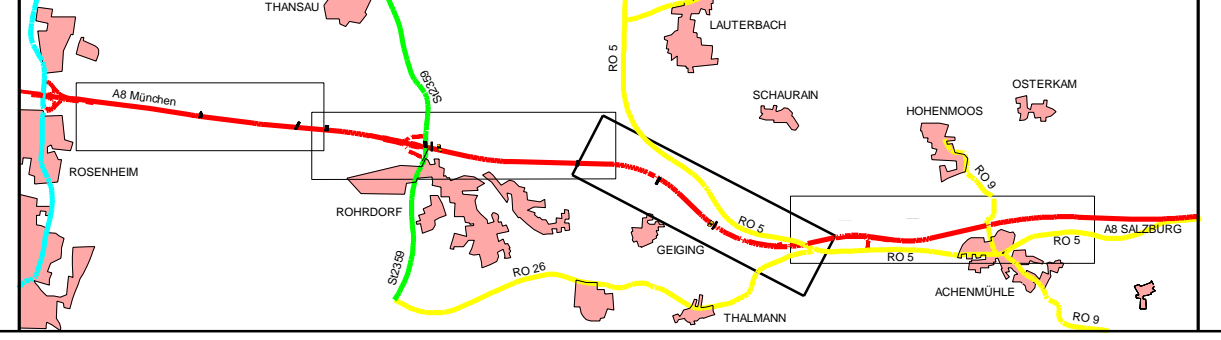 THANSAU
LAUTERBACH
RO 5
St2359
A8 München
SCHAURAIN
OSTERKAM
HOHENMOOS
ROSENHEIM
RO 9
ROHRDORF
RO 5
A8 SALZBURG
GEIGING
RO 5
RO 5
St2359
RO 26
ACHENMÜHLE
THALMANN
RO 9